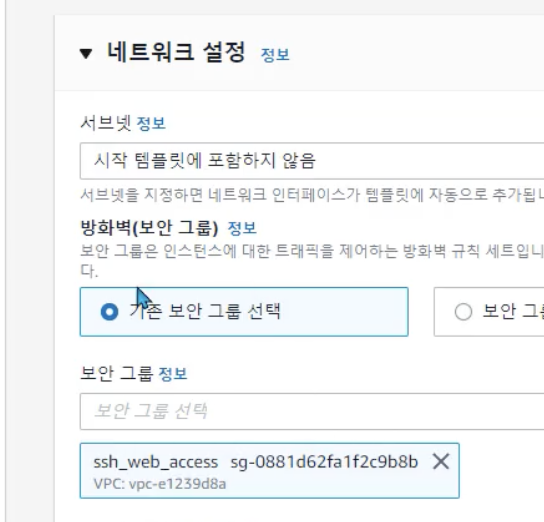 ▼ 네트워크 설정 정보
서브넷 정보
시작 템플릿에 포함하지 않음
서브넷을 지정하면 네트워크 인터페이스가 템플릿에 자동으로 추가됩니
방화벽(보안 그룹) 정보
보안 그룹은 인스턴스에 대한 트래픽을 제어하는 방화벽 규칙 세트입니
다.
기존 보안 그룹 선택 보안 그룹
보안 그룹 정보
보안 그룹 선택
ssh_web_access sg-0881d62fa1f2c9b8b
VPC: vpc-e1239d8a